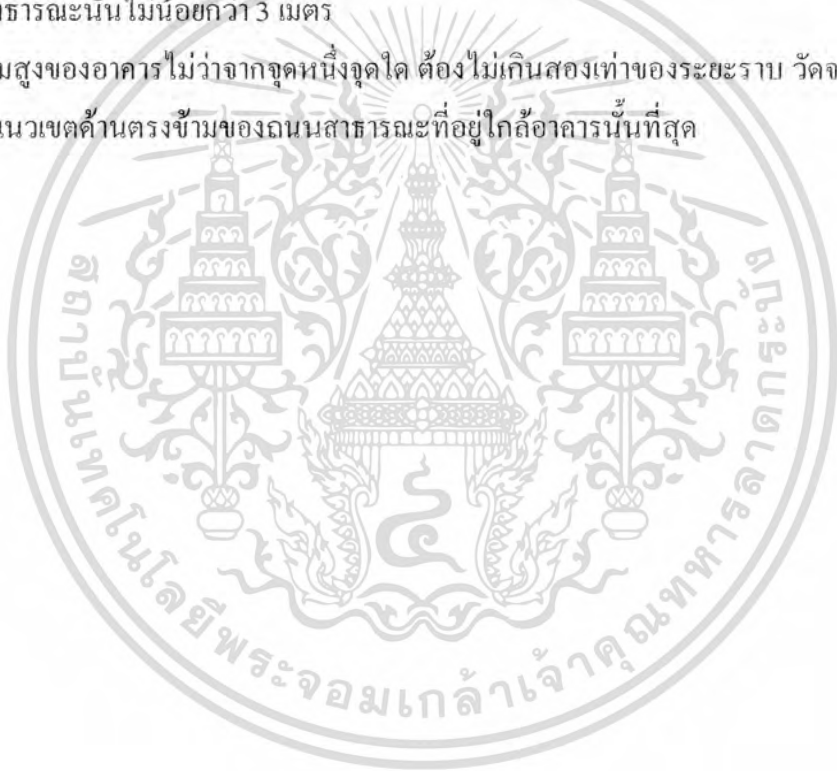 าธารณะนั้นไม่น้อยกว่า 3 เมตร
มสูงของอาคารไม่ว่าจากจุดหนึ่งจุดใด ต้องไม่เกินสองเท่าของระยะราบ วัดจ
แนวเขตด้านตรงข้ามของถนนสาธารณะที่อยู่ใกล้อาคารนั้นที่สุด
สถาบันเทคโนโลยีพระจอมเกล้าเจ้าคุณทหารลาดกระบัง